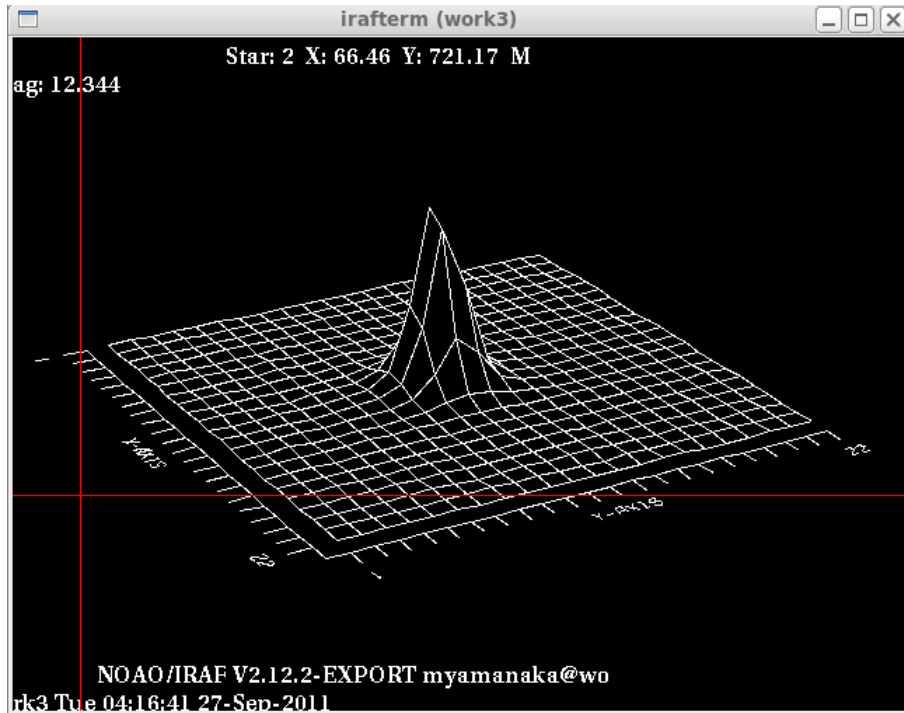 irafterm (work3)
Star: 2 X: 66.46 Y: 721.17 M
ag: 12.344
1
Y-AXIS
22
22
Y-AXIS
1
NOAO/IRAF V2.12.2-EXPORT myamanaka@wo
rk3 Tue 04:16:41 27-Sep-2011